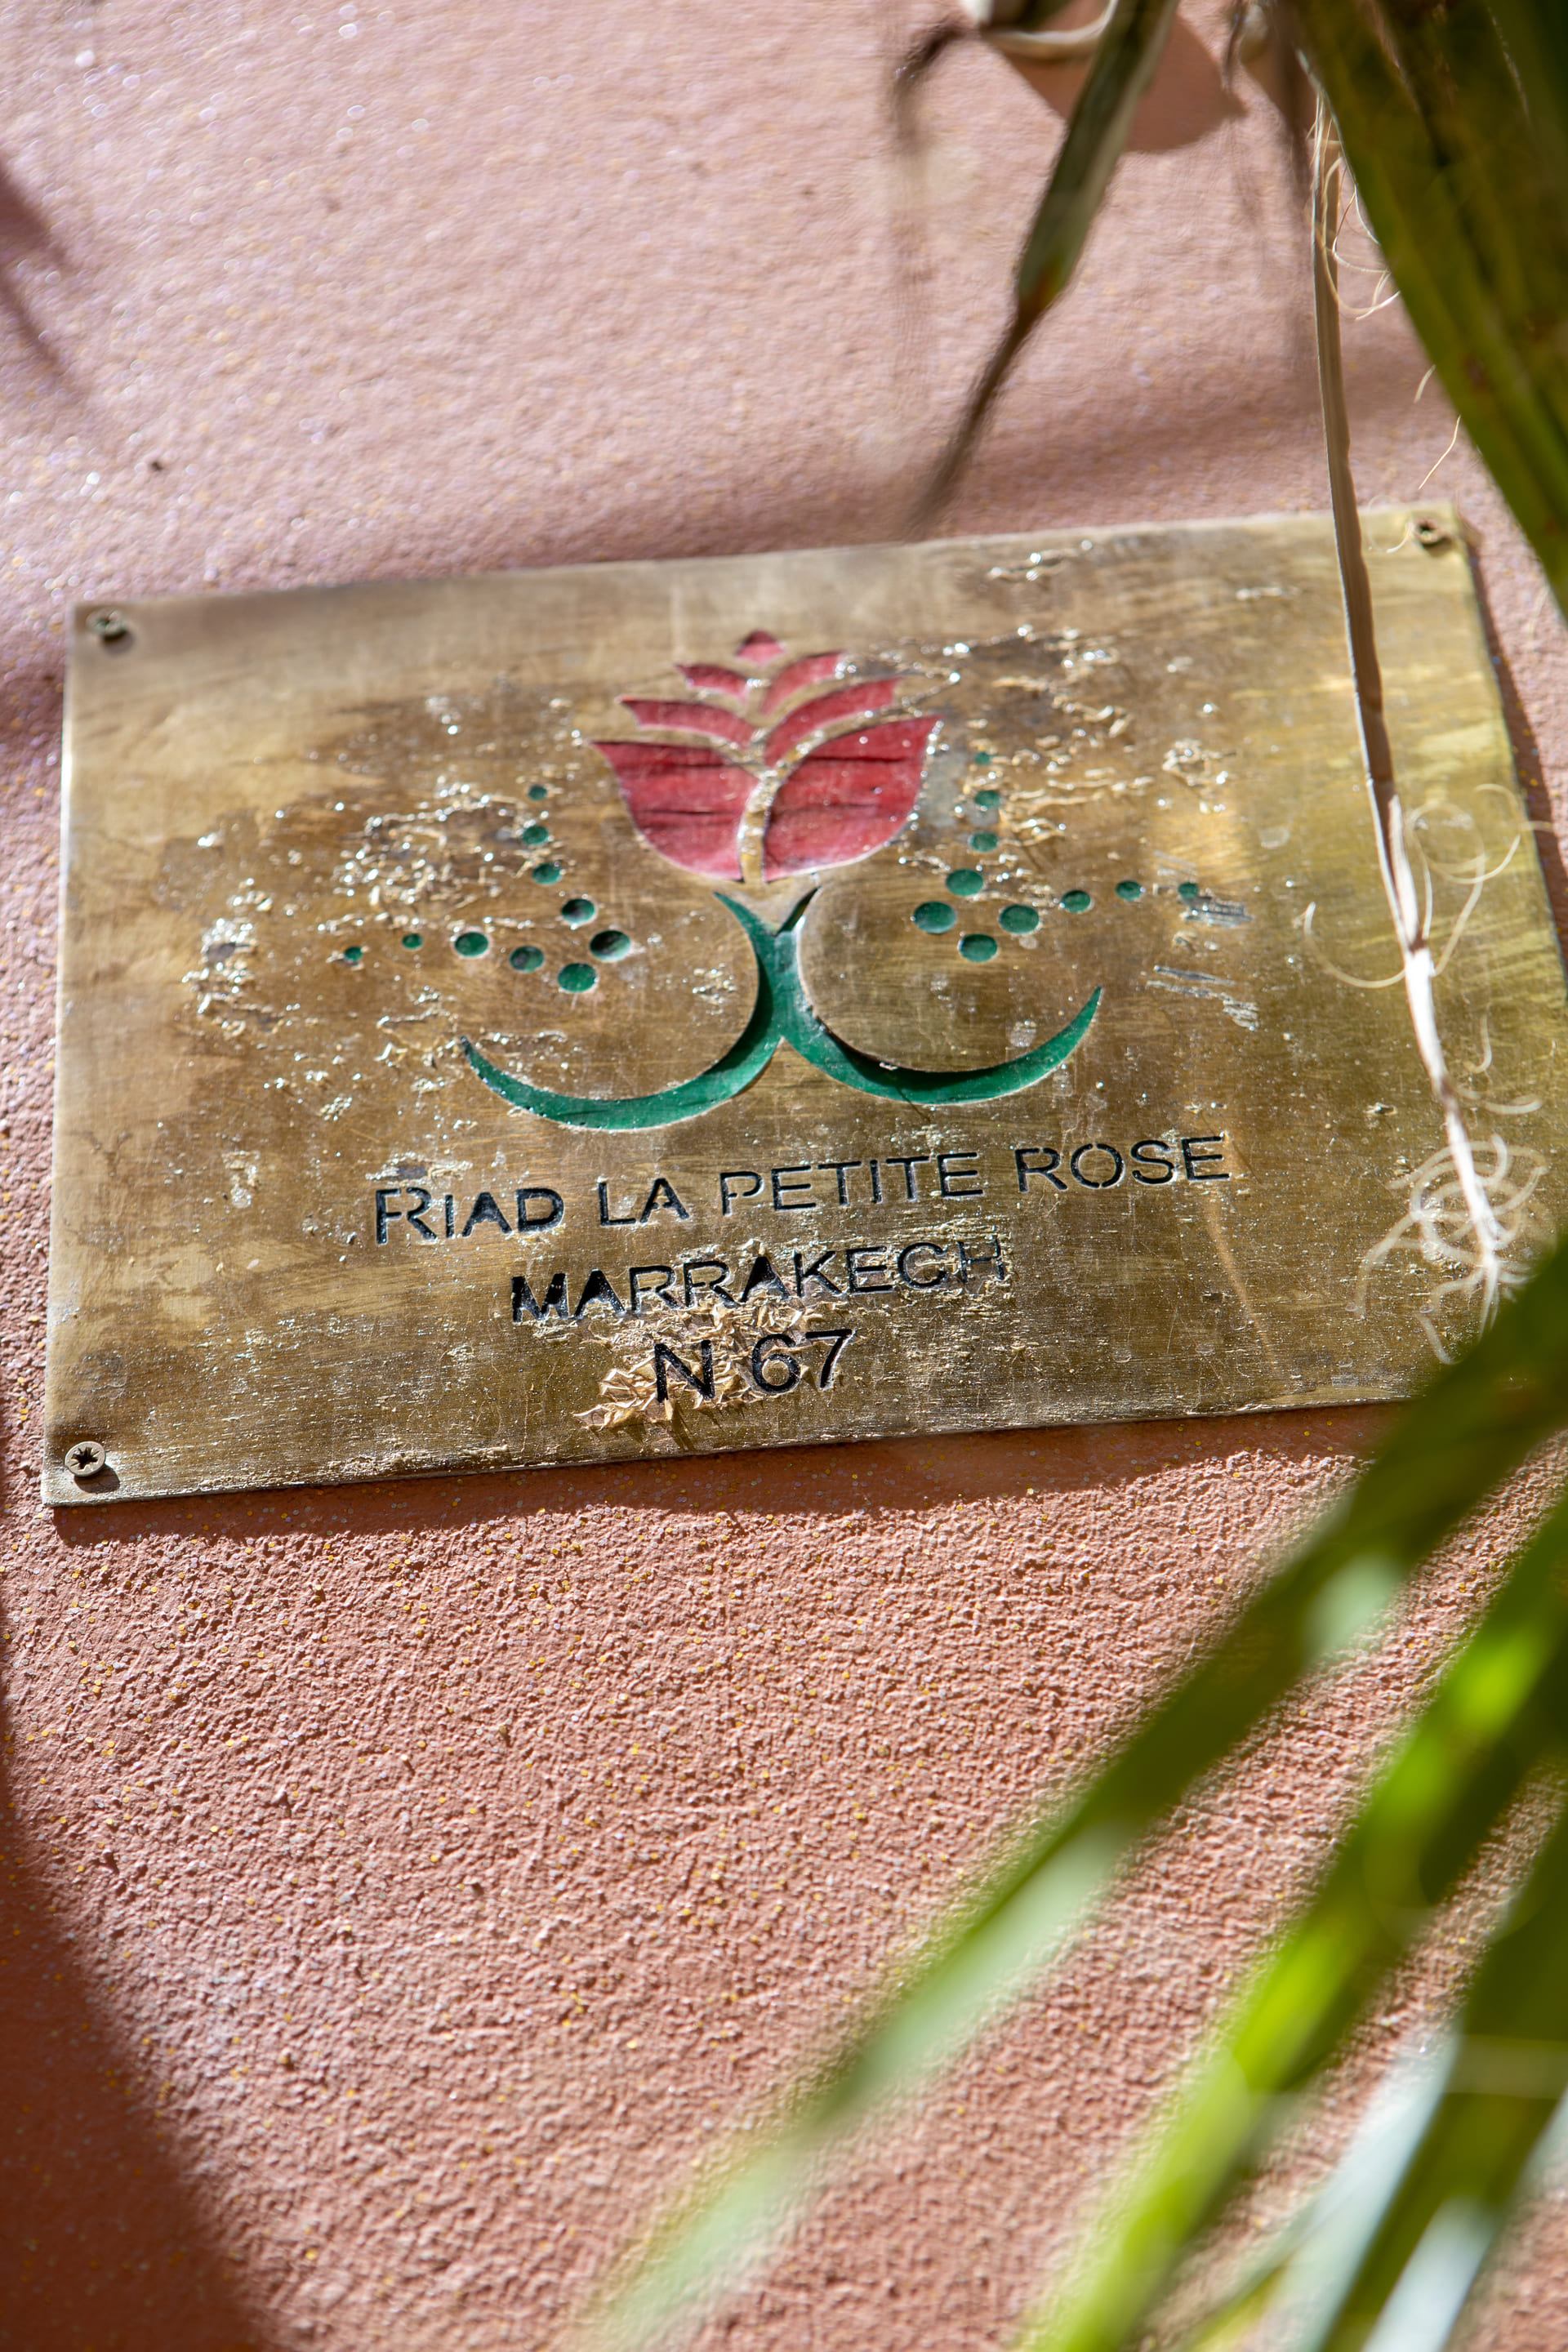 RIAD LA PETITE ROSE
MARRAKECH
N 67